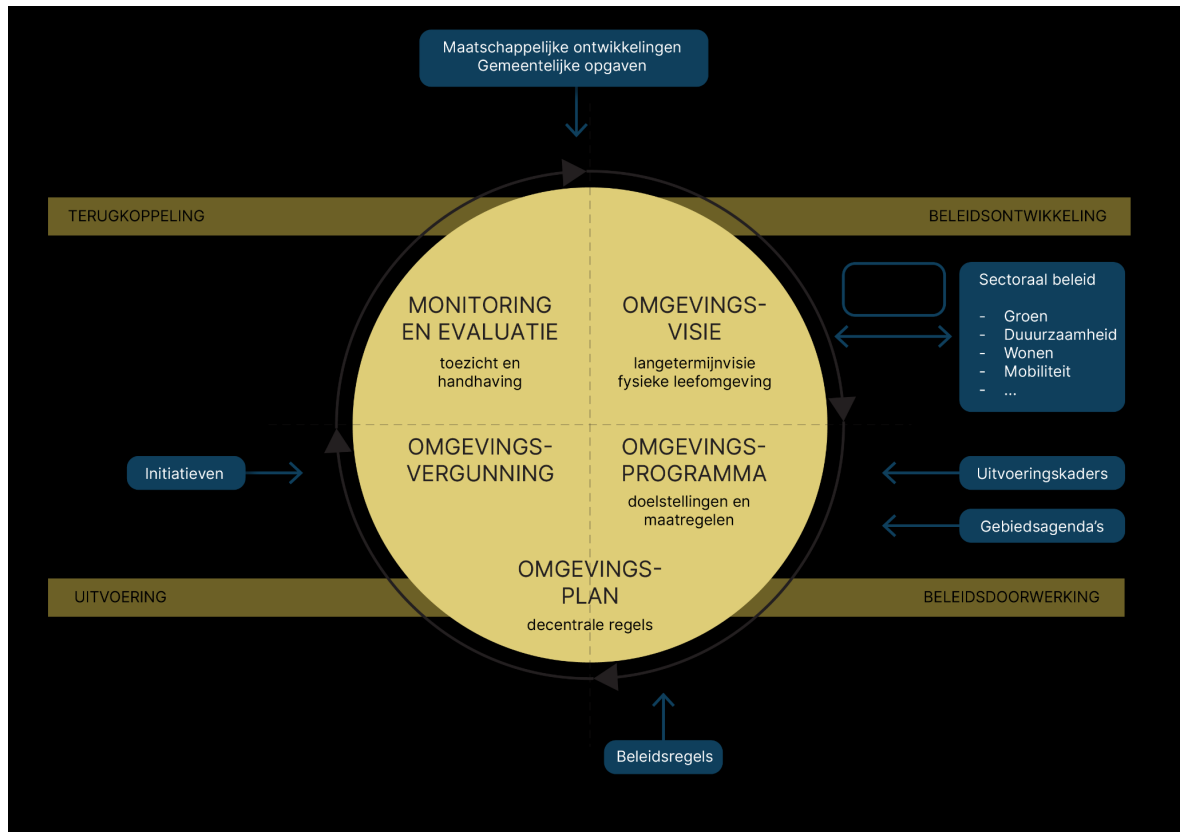 Maatschappelijke ontwikkelingen
Gemeentelijke opgaven
TERUGKOPPELING
BELEIDSONTWIKKELING
MONITORING
EN EVALUATIE
toezicht en
handhaving
OMGEVINGS-
VISIE
langetermijnvisie
fysieke leefomgeving
Sectoraal beleid
- Groen
- Duuurzaamheid
- Wonen
- Mobiliteit
- ...
OMGEVINGS-
VERGUNNING
OMGEVINGS-
PROGRAMMA
doelstellingen en
maatregelen
Initiatieven
Uitvoeringskaders
Gebiedsagenda's
OMGEVINGS-
PLAN
decentrale regels
UITVOERING
BELEIDSDOORWERKING
Beleidsregels